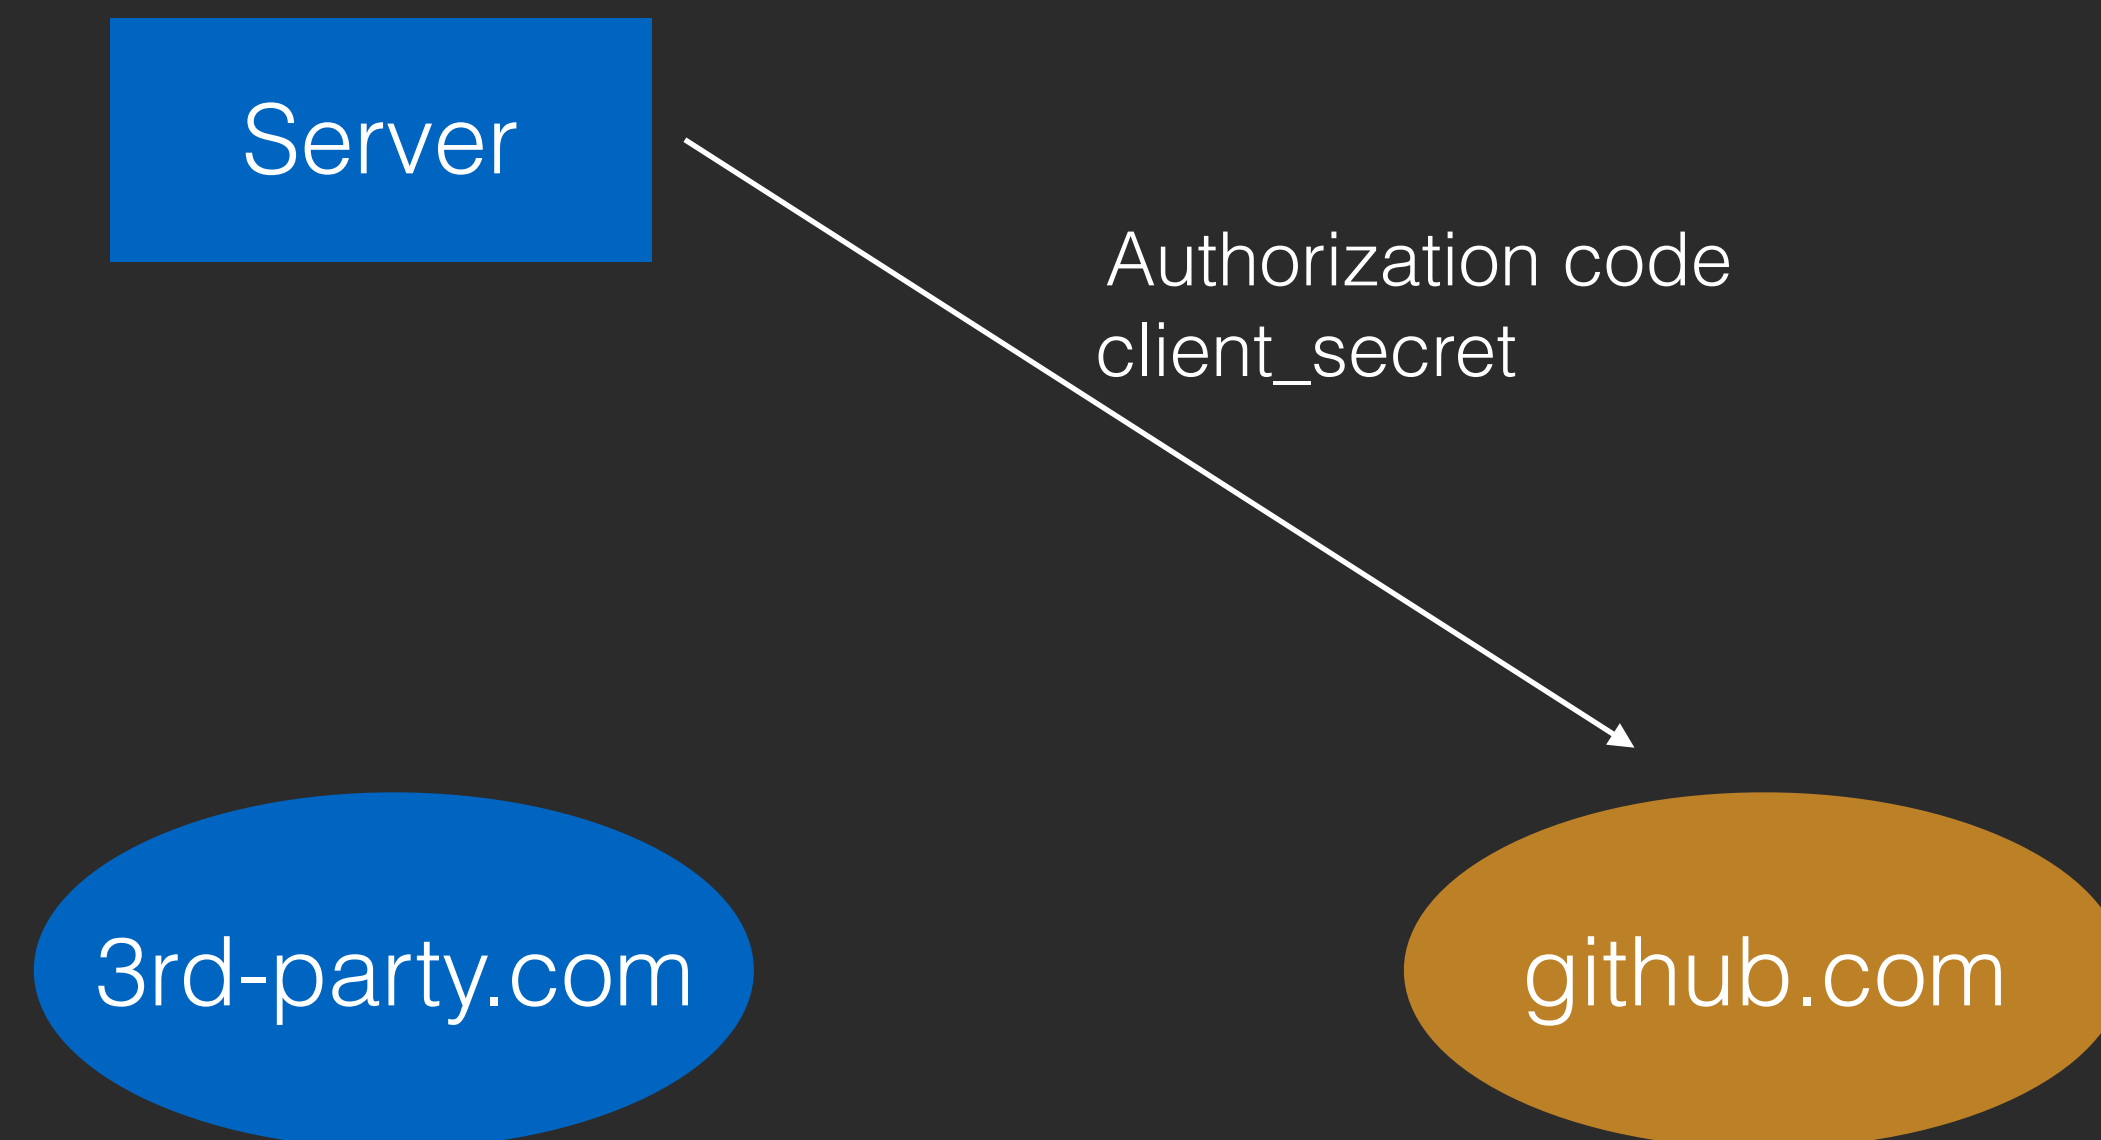 Server
Authorization code
client_secret
3rd-party.com
github.com